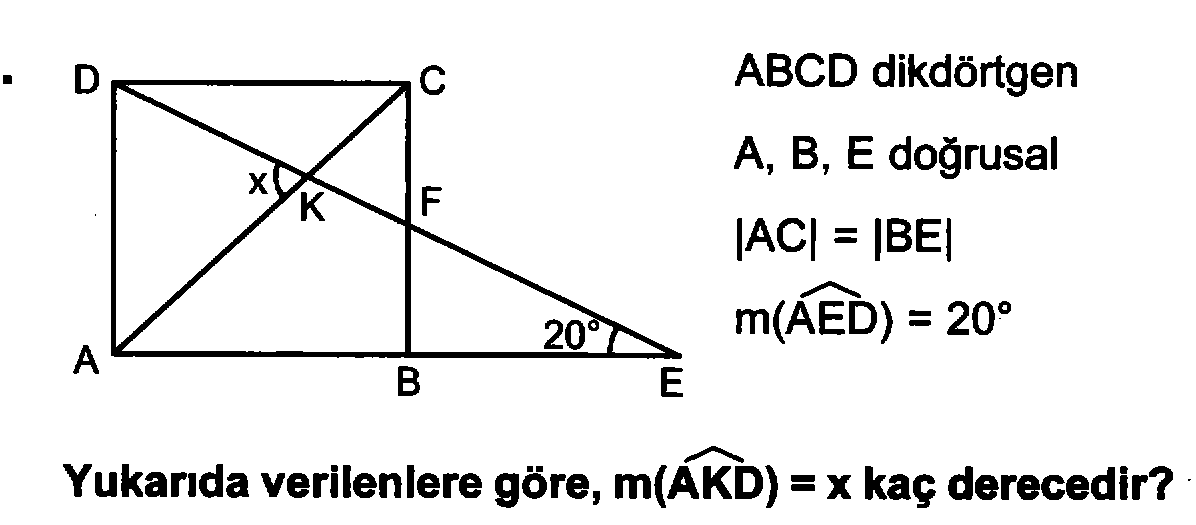 D
C
x
K
F
20°
A
B
E
ABCD dikdörtgen
A, B, E doğrusal
|AC| = |BE|
m(AED) = 20°
Yukarıda verilenlere göre, m(AKD) = x kaç derecedir?